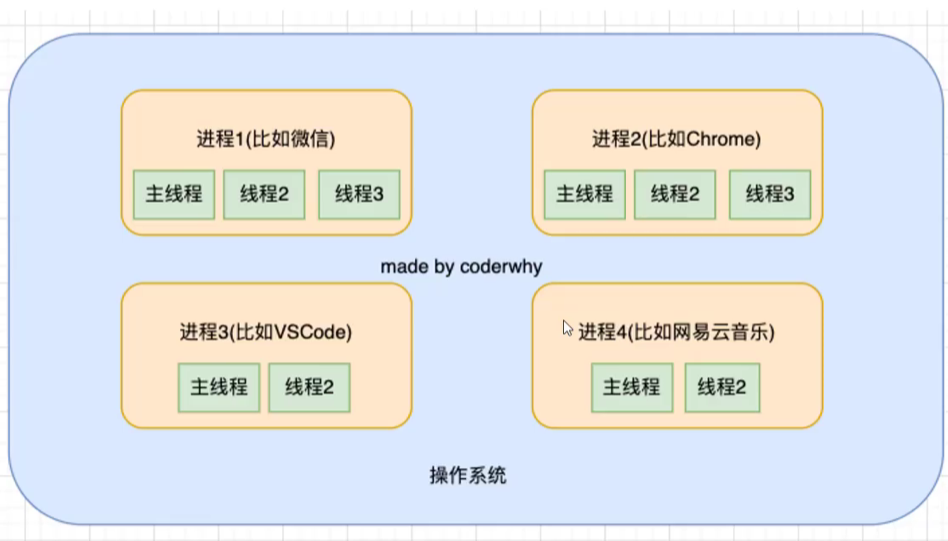 进程1(比如微信)
主线程 线程2 线程3
进程2(比如Chrome)
主线程 线程2 线程3
made by coderwhy
进程3(比如VSCode)
主线程 线程2
进程4(比如网易云音乐)
主线程 线程2
操作系统